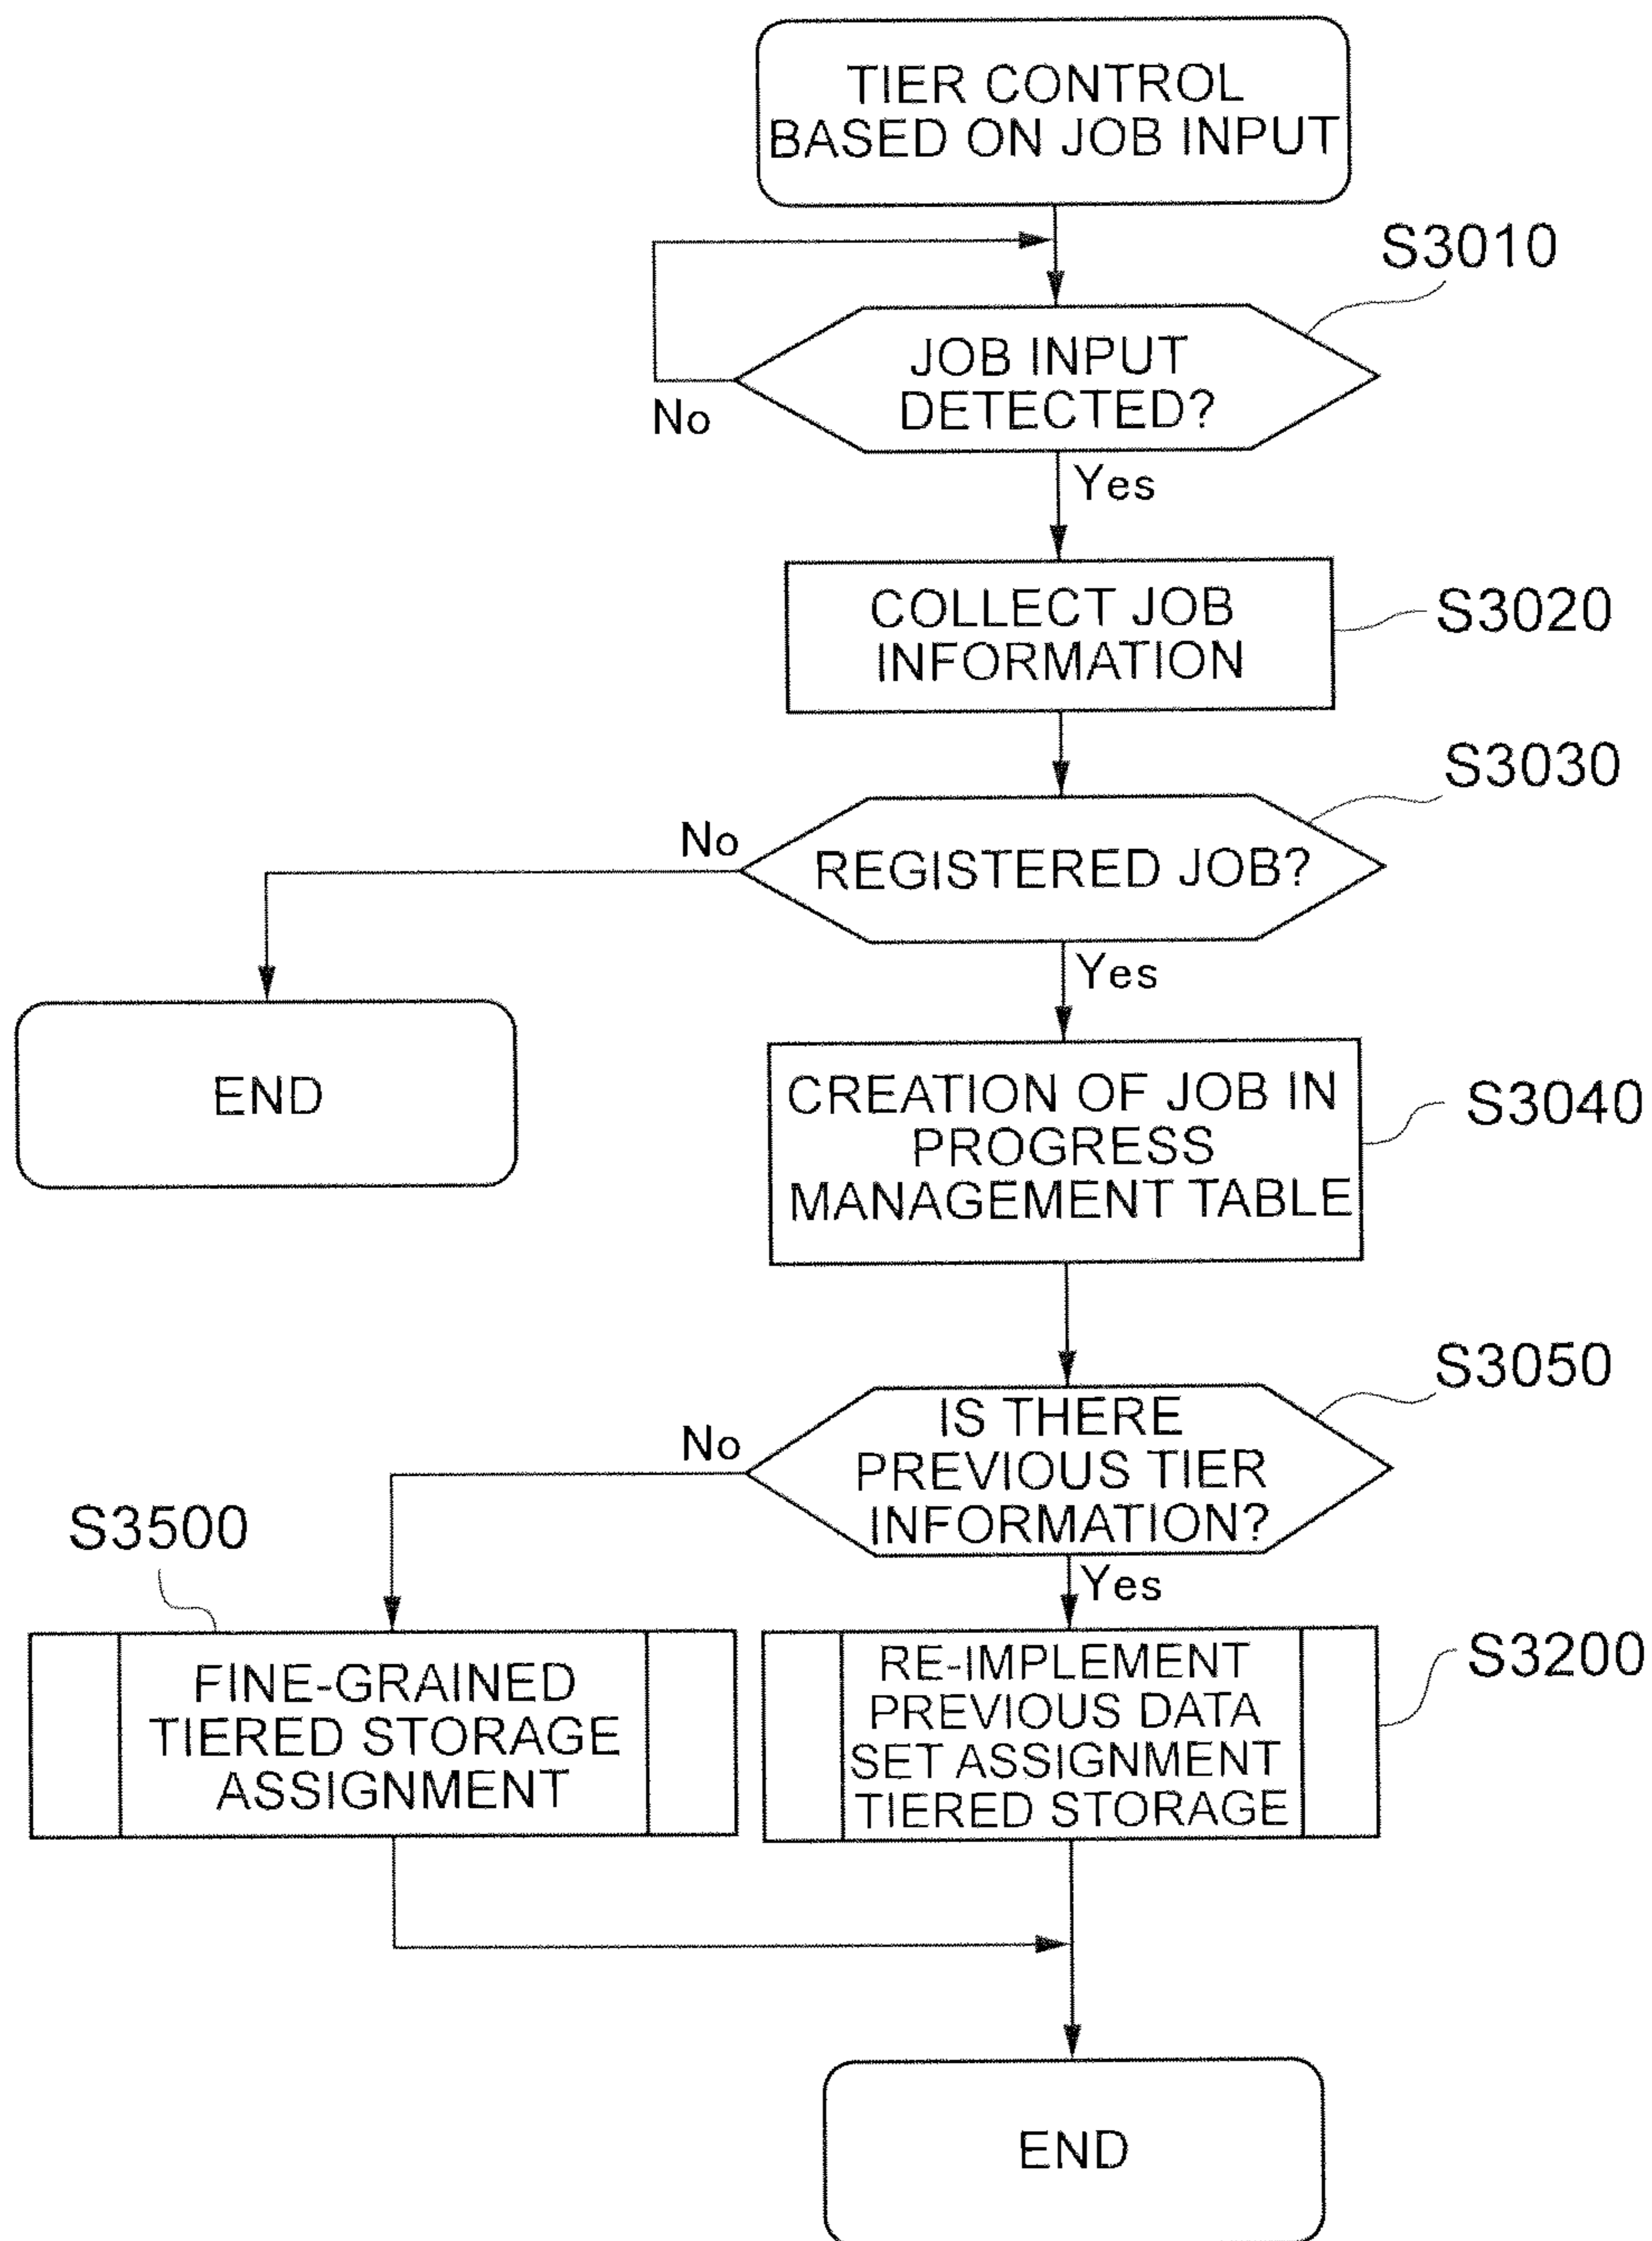 TIER CONTROL
BASED ON JOB INPUT
S3010
JOB INPUT
DETECTED?
No
Yes
COLLECT JOB
INFORMATION
S3020
S3030
No
REGISTERED JOB?
Yes
END
CREATION OF JOB IN
PROGRESS
MANAGEMENT TABLE
S3040
S3050
No
IS THERE
PREVIOUS TIER
INFORMATION?
Yes
S3500
FINE-GRAINED
TIERED STORAGE
ASSIGNMENT
RE-IMPLEMENT
PREVIOUS DATA
SET ASSIGNMENT
TIERED STORAGE
S3200
END